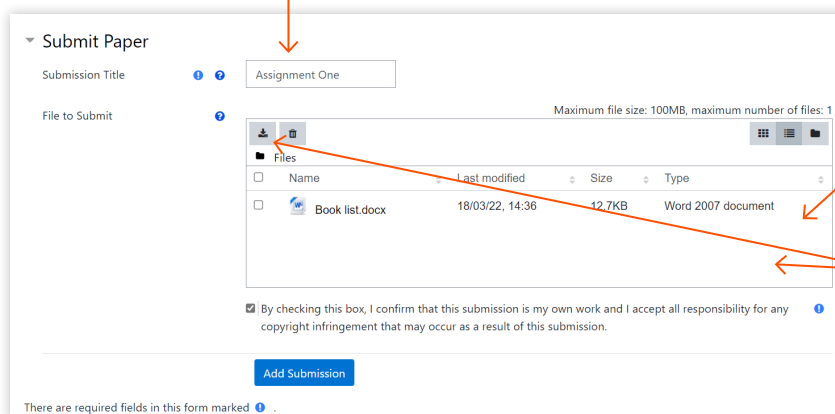 Submit Paper
Submission Title
Assignment One
File to Submit
Maximum file size: 100MB, maximum number of files: 1
Files
Name Last modified Size Type
Book list.docx 18/03/22, 14:36 12.7KB Word 2007 document
By checking this box, I confirm that this submission is my own work and I accept all responsibility for any
copyright infringement that may occur as a result of this submission.
Add Submission
There are required fields in this form marked .